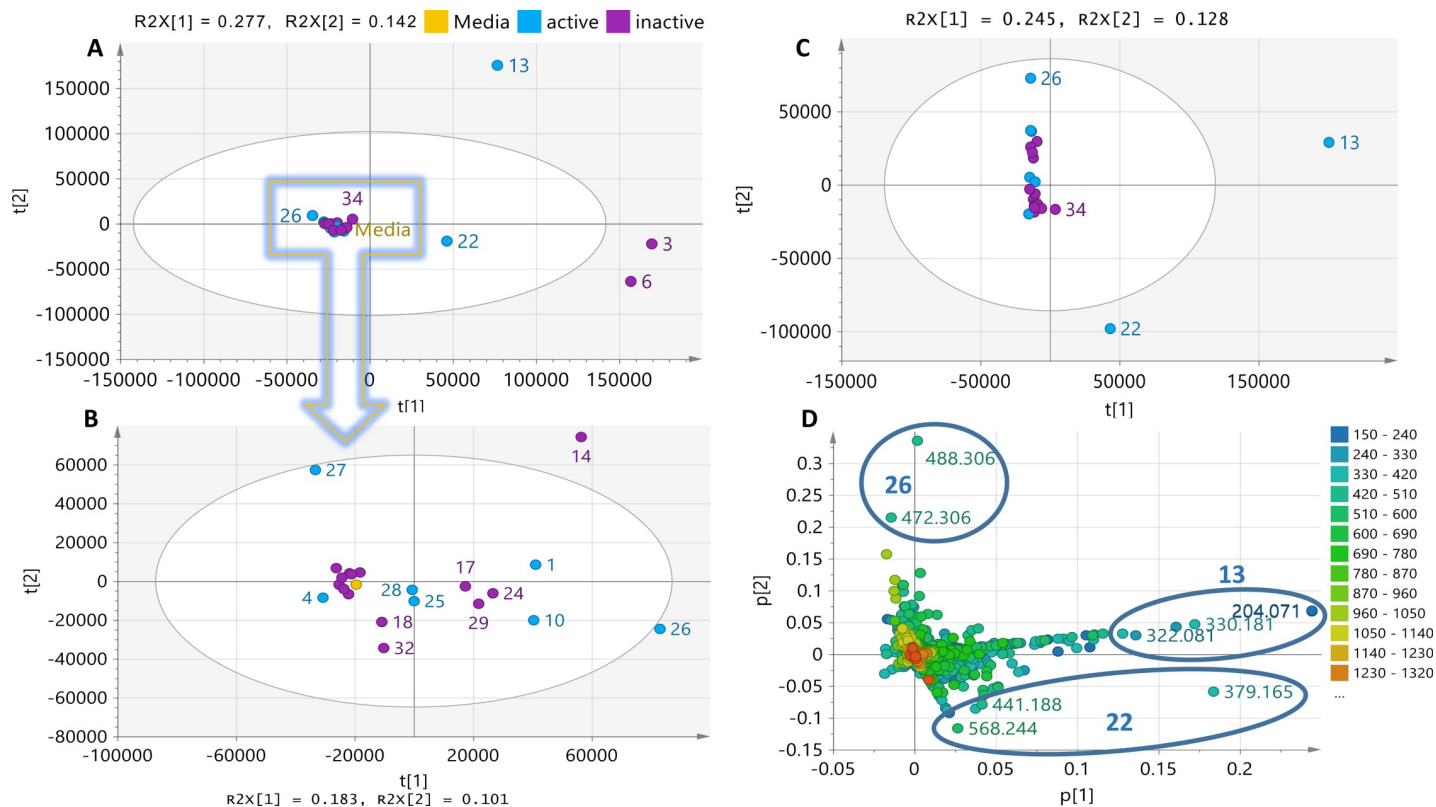 R2X[1] = 0.277, R2X[2] = 0.142 Media active inactive
A
t[2]
150000
100000
50000
0
-50000
-100000
-150000
13
34
26
Media
22
3
6
-150000 -100000 -50000 0 50000 100000 150000
t[1]
B
t[2]
60000
40000
20000
0
-20000
-40000
-60000
-80000
14
27
1
17
28
24
4
25
29
18
10
26
32
-100000 -60000 -20000 20000 60000
t[1]
R2X[1] = 0.183, R2X[2] = 0.101
R2X[1] = 0.245, R2X[2] = 0.128
C
t[2]
50000
0
-50000
-100000
26
13
34
22
-150000 -50000 50000 150000
t[1]
D
p[2]
0.3
0.25
0.2
0.15
0.1
0.05
0
-0.05
-0.1
-0.15
488.306
26
472.306
13
204.071
330.181
322.081
379.165
441.188
22
568.244
-0.05 0 0.05 0.1 0.15 0.2
p[1]
150 - 240
240 - 330
330 - 420
420 - 510
510 - 600
600 - 690
690 - 780
780 - 870
870 - 960
960 - 1050
1050 - 1140
1140 - 1230
1230 - 1320
...